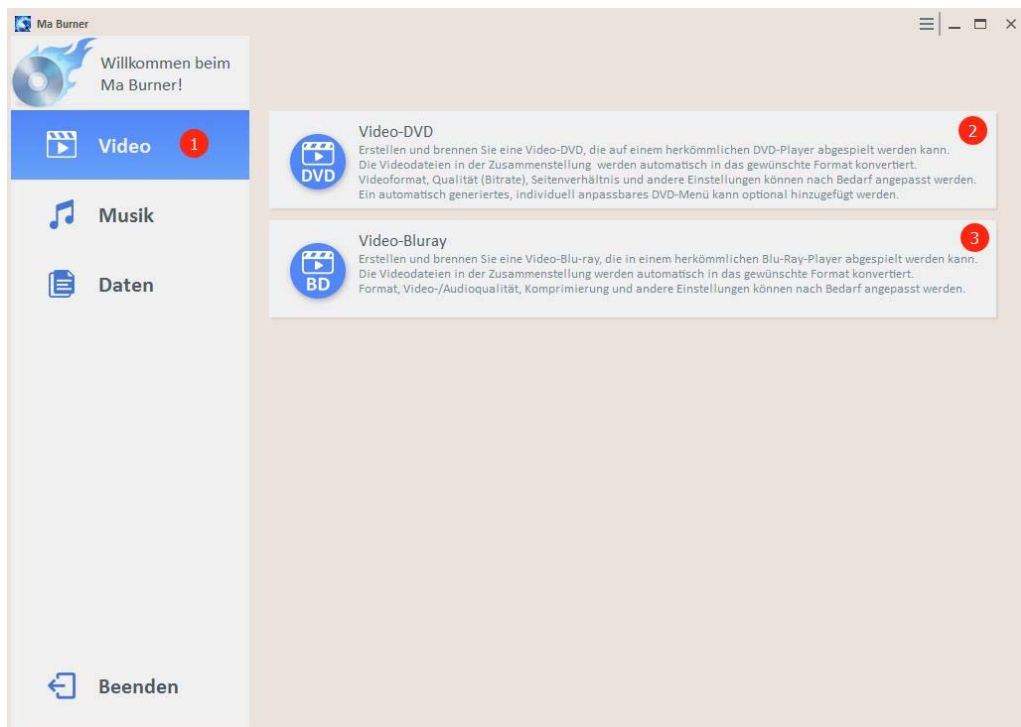 Ma Burner
Willkommen beim
Ma Burner!
Video
1
Musik
Daten
Beenden
Video-DVD
2
Erstellen und brennen Sie eine Video-DVD, die auf einem herkömmlichen DVD-Player abgespielt werden kann.
Die Videodateien in der Zusammenstellung werden automatisch in das gewünschte Format konvertiert.
Videoformat, Qualität (Bitrate), Seitenverhältnis und andere Einstellungen können nach Bedarf angepasst werden.
Ein automatisch generiertes, individuell anpassbares DVD-Menü kann optional hinzugefügt werden.
DVD
Video-Bluray
3
Erstellen und brennen Sie eine Video-Blu-ray, die in einem herkömmlichen Blu-Ray-Player abgespielt werden kann.
Die Videodateien in der Zusammenstellung werden automatisch in das gewünschte Format konvertiert.
Format, Video-/Audioqualität, Komprimierung und andere Einstellungen können nach Bedarf angepasst werden.
BD